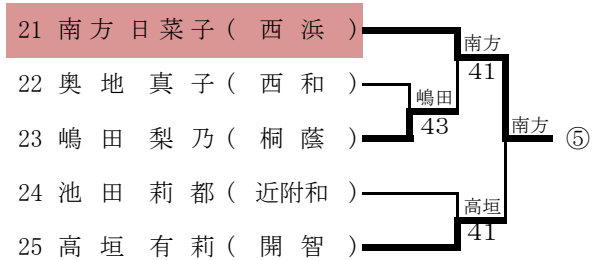 21 南方 日菜子 ( 西 浜 )
南方
41
22 奥 地 真 子 ( 西 和 )
嶋田
43
23 嶋 田 梨 乃 ( 桐 蔭 )
南方
⑤
24 池 田 莉 都 ( 近附和 )
高垣
41
25 高 垣 有 莉 ( 開 智 )